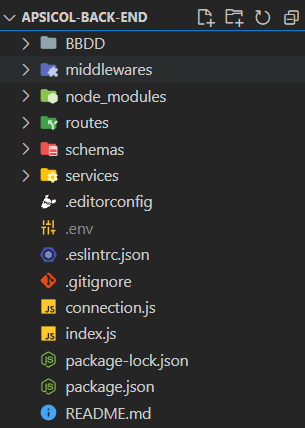 APSICOL-BACK-END
BBDD
middlewares
node_modules
routes
schemas
services
.editorconfig
.env
.eslintrc.json
.gitignore
connection.js
index.js
package-lock.json
package.json
README.md